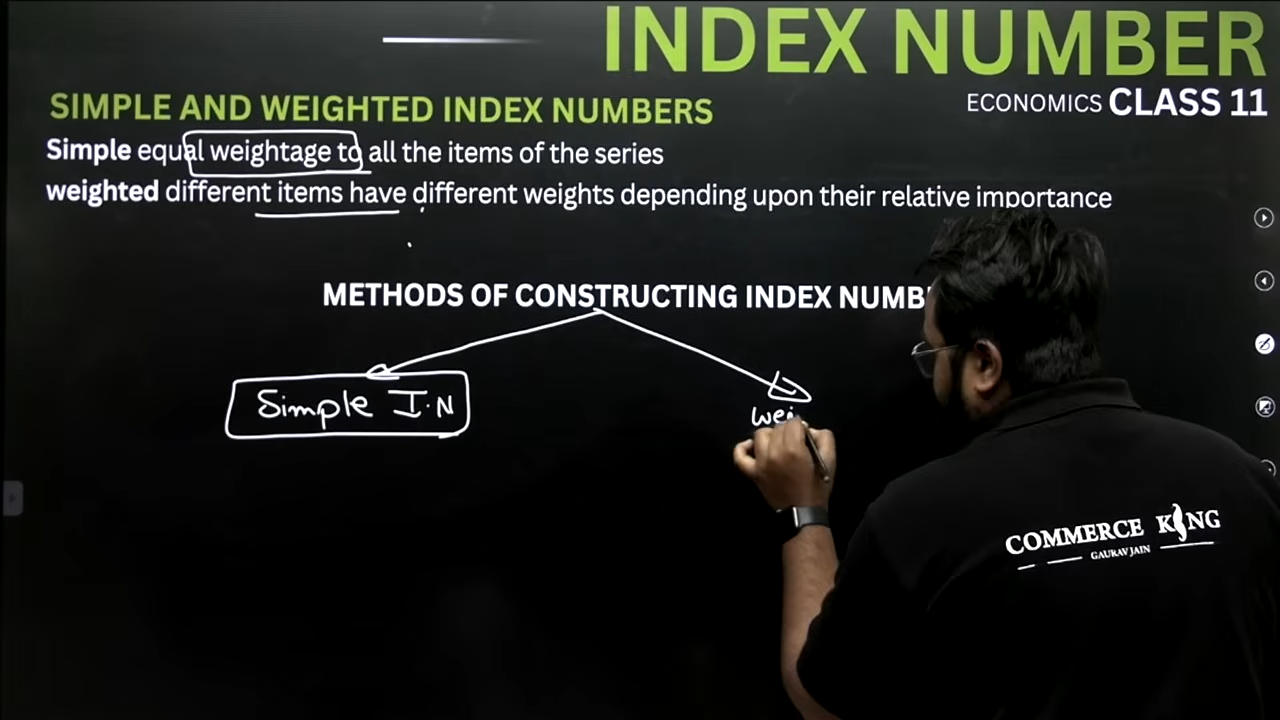 INDEX NUMBER
ECONOMICS CLASS 11
SIMPLE AND WEIGHTED INDEX NUMBERS
Simple equal weightage to all the items of the series
weighted different items have different weights depending upon their relative importance
METHODS OF CONSTRUCTING INDEX NUMB
Simple I.N
wei
COMMERCE KING
GAURAV JAIN